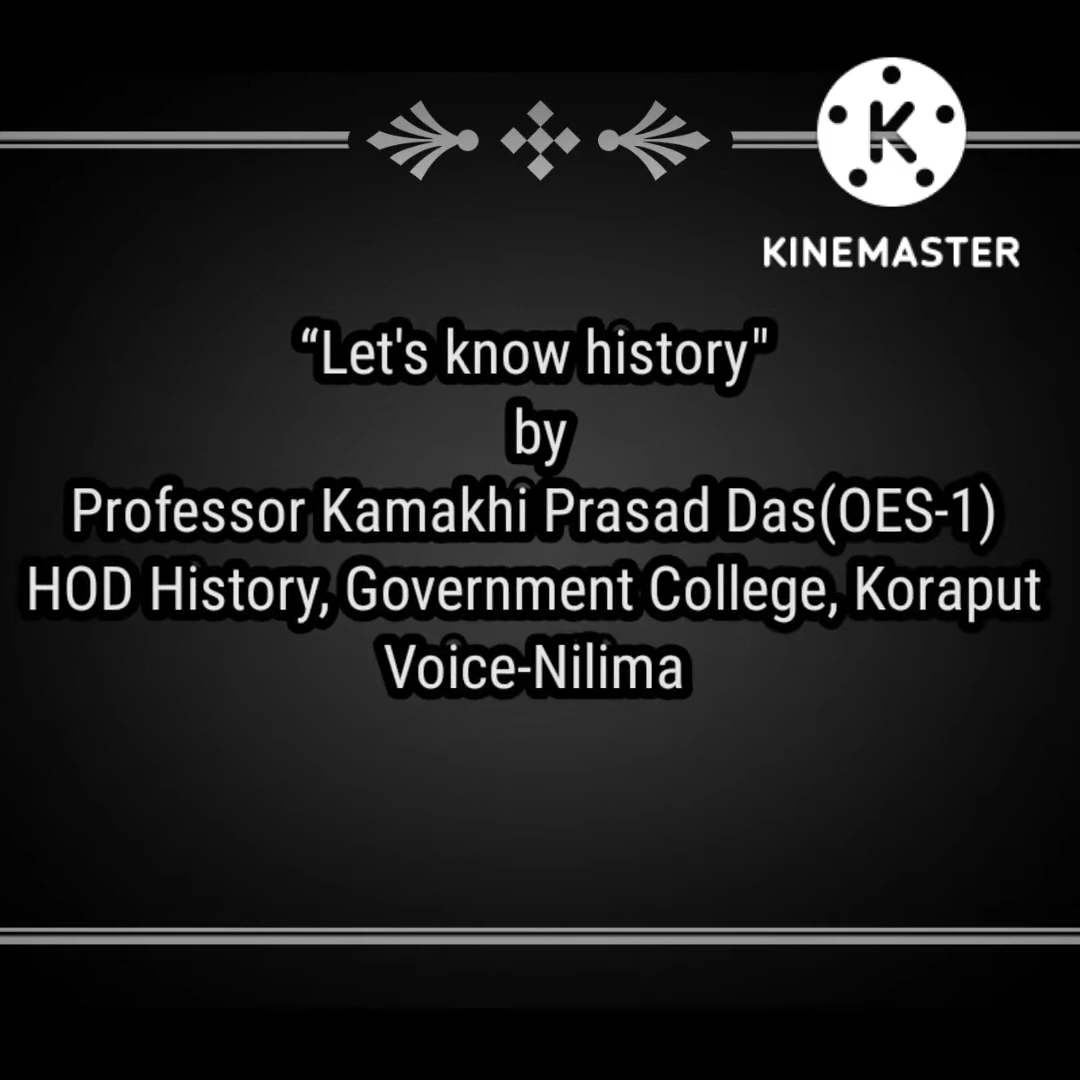 K
KINEMASTER
“Let's know history"
by
Professor Kamakhi Prasad Das(OES-1)
HOD History, Government College, Koraput
Voice-Nilima